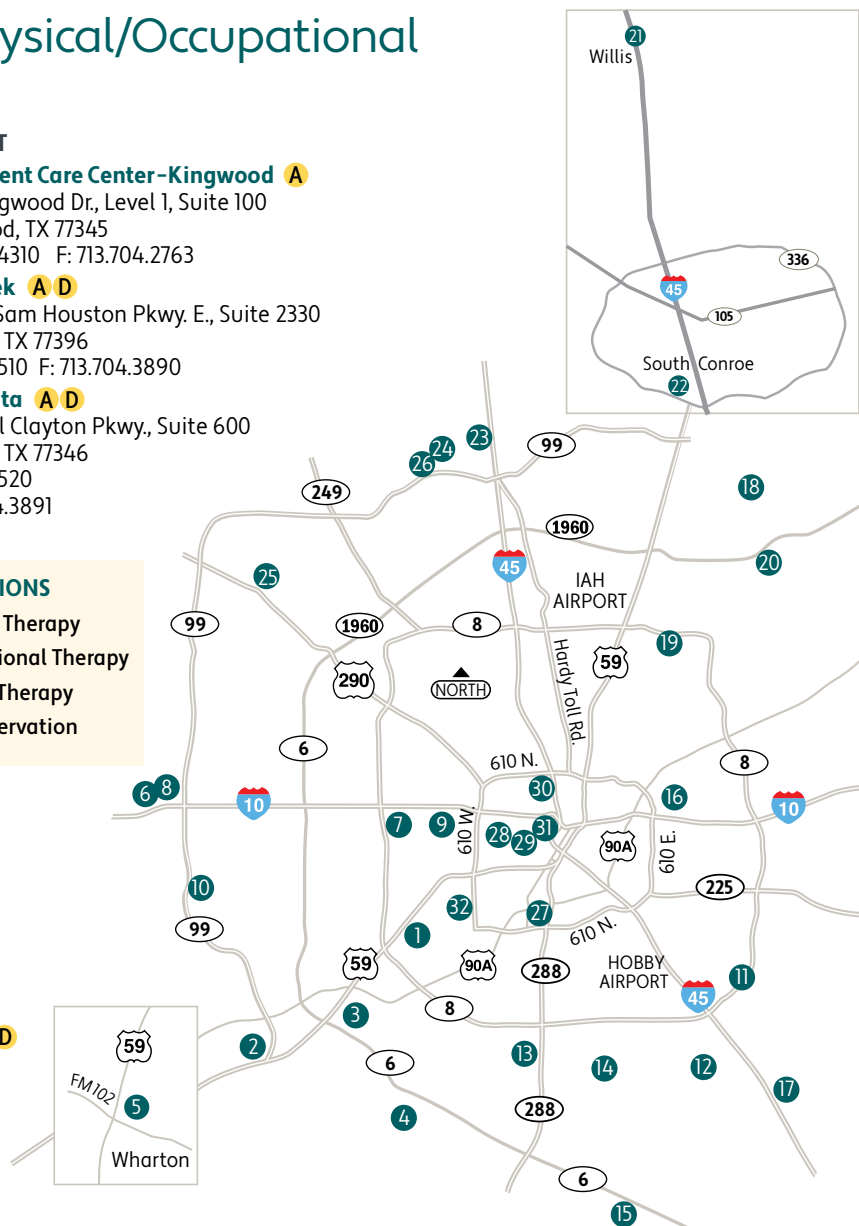 ysical/Occupational
T
ent Care Center–Kingwood A
gwood Dr., Level 1, Suite 100
d, TX 77345
4310 F: 713.704.2763
ek A D
Sam Houston Pkwy. E., Suite 2330
TX 77396
510 F: 713.704.3890
ta A D
l Clayton Pkwy., Suite 600
TX 77346
520
4.3891
IONS
Therapy
ional Therapy
Therapy
ervation
D
21
Willis
336
45
105
South Conroe
22
23
24
26
99
249
18
1960
20
45
25
IAH
AIRPORT
99
1960
8
19
59
Hardy Toll Rd.
290
NORTH
6
8
610 N.
6
8
10
30
16
10
7
9
610 W.
28
29
31
90A
610 E.
10
225
32
27
99
1
610 N.
59
90A
288
HOBBY
AIRPORT
11
45
8
3
2
13
14
12
6
17
288
4
6
15
59
FM102
5
Wharton